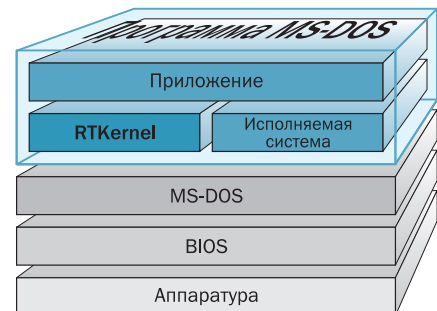 Программа MS-DOS
Приложение
RTKernel
Исполняемая
система
MS-DOS
BIOS
Аппаратура